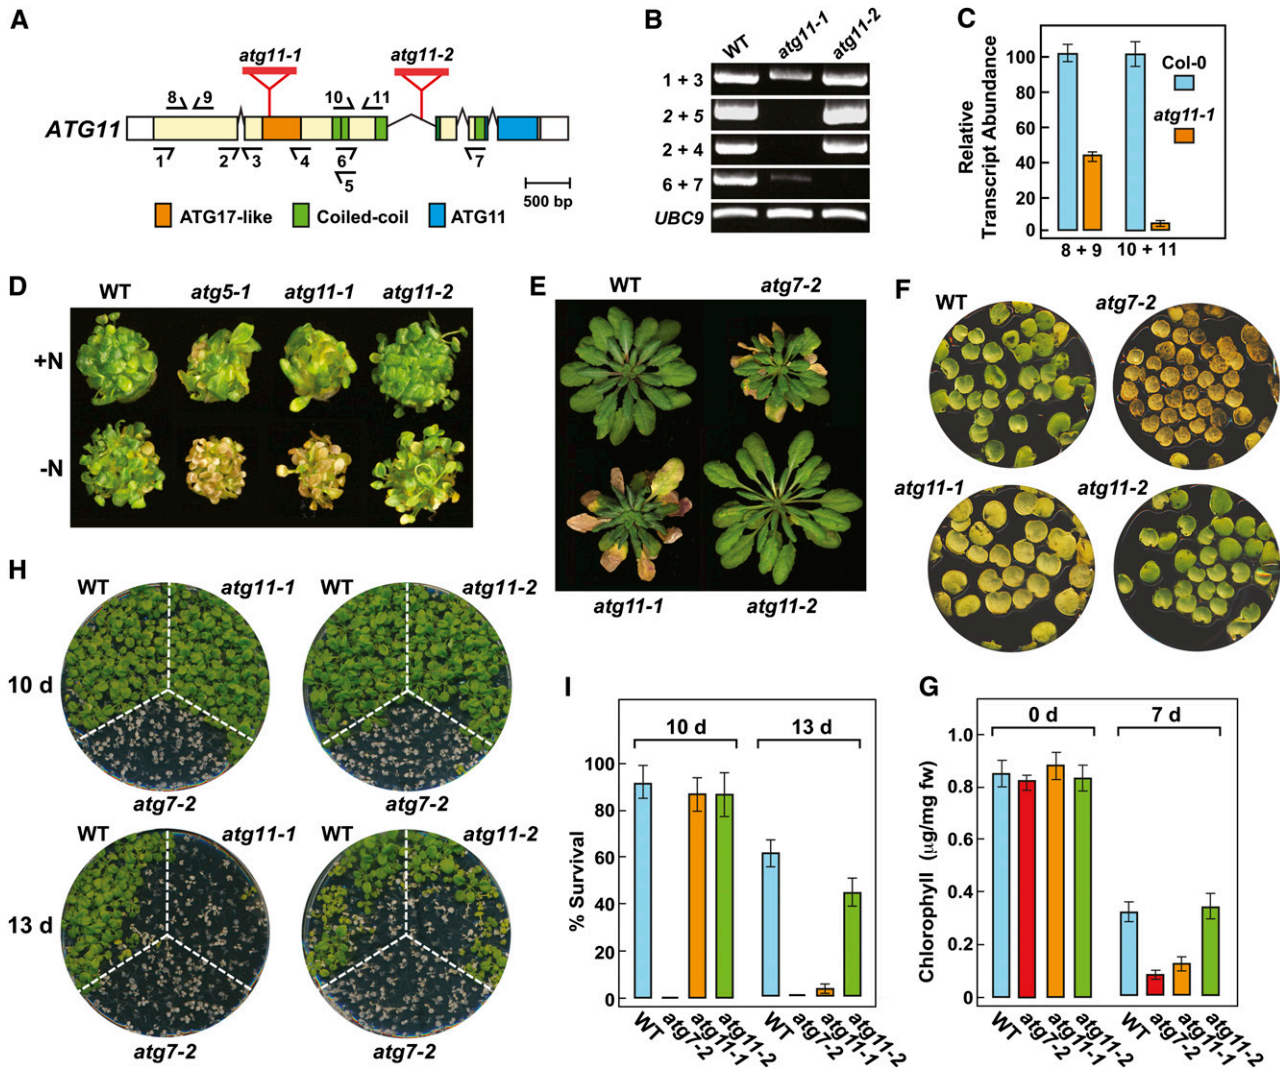 A
atg11-1
atg11-2
8 9
10 11
ATG11
1 2 3 4 6 7
5
500 bp
ATG17-like
Coiled-coil
ATG11
B
WT
atg11-1
atg11-2
1 + 3
2 + 5
2 + 4
6 + 7
UBC9
C
Relative
Transcript Abundance
100
80
60
40
20
0
Col-0
atg11-1
8 + 9
10 + 11
D
WT atg5-1 atg11-1 atg11-2
+N
-N
E
WT atg7-2
atg11-1 atg11-2
F
WT
atg7-2
atg11-1
atg11-2
H
WT
atg11-1
WT
atg11-2
10 d
atg7-2
atg7-2
WT
atg11-1
WT
atg11-2
13 d
atg7-2
atg7-2
I
% Survival
100
80
60
40
20
0
10 d
13 d
WT
atg7-2
atg11-1
atg11-2
WT
atg7-2
atg11-1
atg11-2
G
Chlorophyll (μg/mg fw)
1.0
0.8
0.6
0.4
0.2
0
0 d
7 d
WT
atg7-2
atg11-1
atg11-2
WT
atg7-2
atg11-1
atg11-2